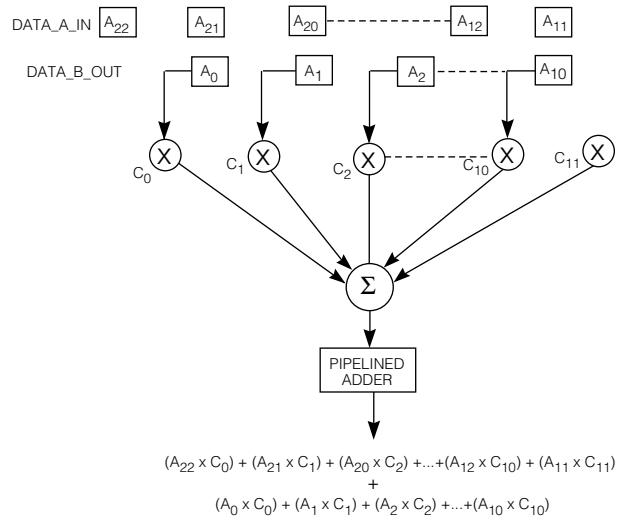 DATA_A_IN A₂₂ A₂₁ A₂₀ A₁₂ A₁₁
DATA_B_OUT A₀ A₁ A₂ A₁₀
X X X X X
C₀ C₁ C₂ C₁₀ C₁₁
Σ
PIPELINED
ADDER
(A₂₂ x C₀) + (A₂₁ x C₁) + (A₂₀ x C₂) +...+(A₁₂ x C₁₀) + (A₁₁ x C₁₁)
+
(A₀ x C₀) + (A₁ x C₁) + (A₂ x C₂) +...+(A₁₀ x C₁₀)